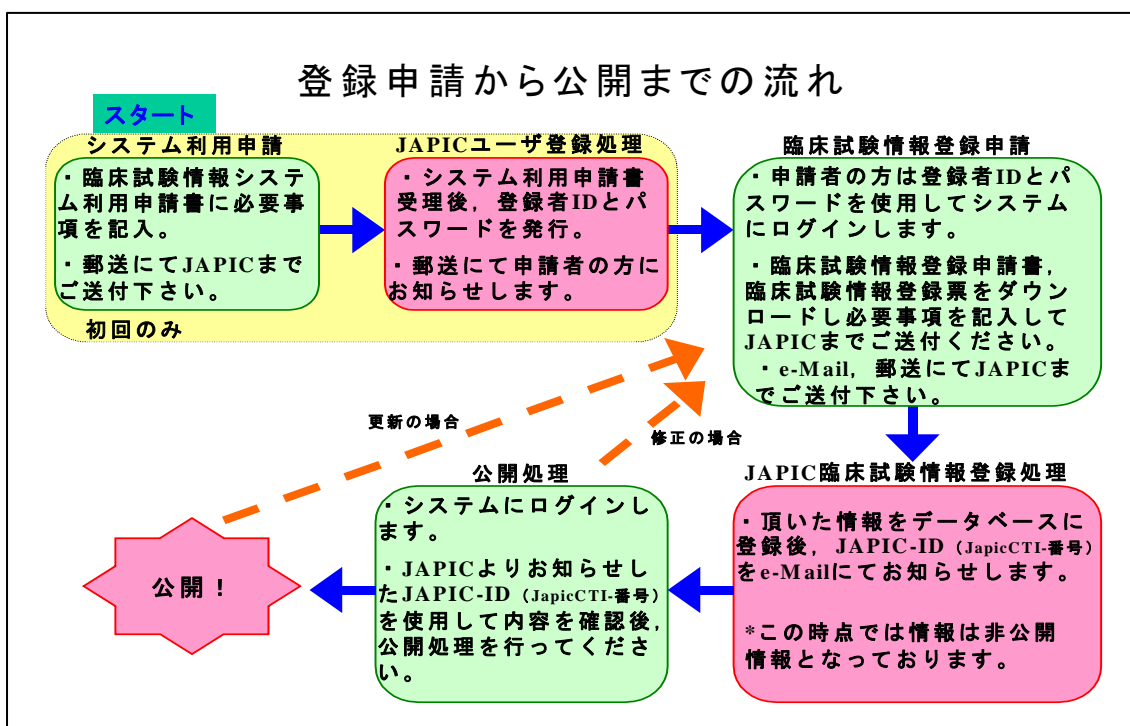 登録申請から公開までの流れ
スタート
システム利用申請
・臨床試験情報システ
ム利用申請書に必要事
項を記入。
・郵送にてJAPICまで
ご送付下さい。
初回のみ
JAPICユーザ登録処理
・システム利用申請書
受理後，登録者IDとパ
スワードを発行。
・郵送にて申請者の方に
お知らせします。
臨床試験情報登録申請
・申請者の方は登録者IDとパ
スワードを使用してシステム
にログインします。
・臨床試験情報登録申請書，
臨床試験情報登録票をダウン
ロードし必要事項を記入して
JAPICまでご送付ください。
・e-Mail，郵送にてJAPICま
でご送付下さい。
更新の場合
修正の場合
JAPIC臨床試験情報登録処理
・頂いた情報をデータベースに
登録後，JAPIC-ID（JapicCTI-番号）
をe-Mailにてお知らせします。
*この時点では情報は非公開
情報となっております。
公開処理
・システムにログインし
ます。
・JAPICよりお知らせし
たJAPIC-ID（JapicCTI-番号）
を使用して内容を確認後，
公開処理を行ってくださ
い。
公開！